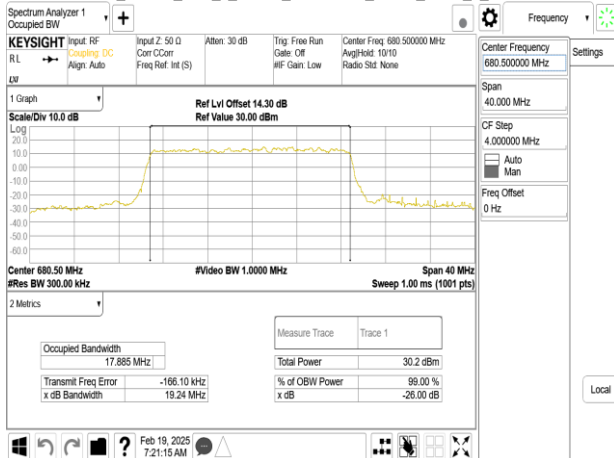 Spectrum Analyzer 1
Occupied BW
Frequency
KEYSIGHT
RL
LXI
Input: RF
Coupling: DC
Align: Auto
Input Z: 50 Ω
Corr CCorr
Freq Ref: Int (S)
Atten: 30 dB
Trig: Free Run
Gate: Off
#IF Gain: Low
Center Freq: 680.500000 MHz
Avg|Hold: 10/10
Radio Std: None
Center Frequency
680.500000 MHz
Settings
Span
40.000 MHz
CF Step
4.000000 MHz
Auto
Man
Freq Offset
0 Hz
1 Graph
Scale/Div 10.0 dB
Ref Lvl Offset 14.30 dB
Ref Value 30.00 dBm
Log
20.0
10.0
0.00
-10.0
-20.0
-30.0
-40.0
-50.0
-60.0
Center 680.50 MHz
#Video BW 1.0000 MHz
Span 40 MHz
#Res BW 300.00 kHz
Sweep 1.00 ms (1001 pts)
2 Metrics
Measure Trace
Trace 1
Occupied Bandwidth
17.885 MHz
Total Power
30.2 dBm
Transmit Freq Error
-166.10 kHz
% of OBW Power
99.00 %
x dB Bandwidth
19.24 MHz
x dB
-26.00 dB
Local
?
Feb 19, 2025
7:21:15 AM